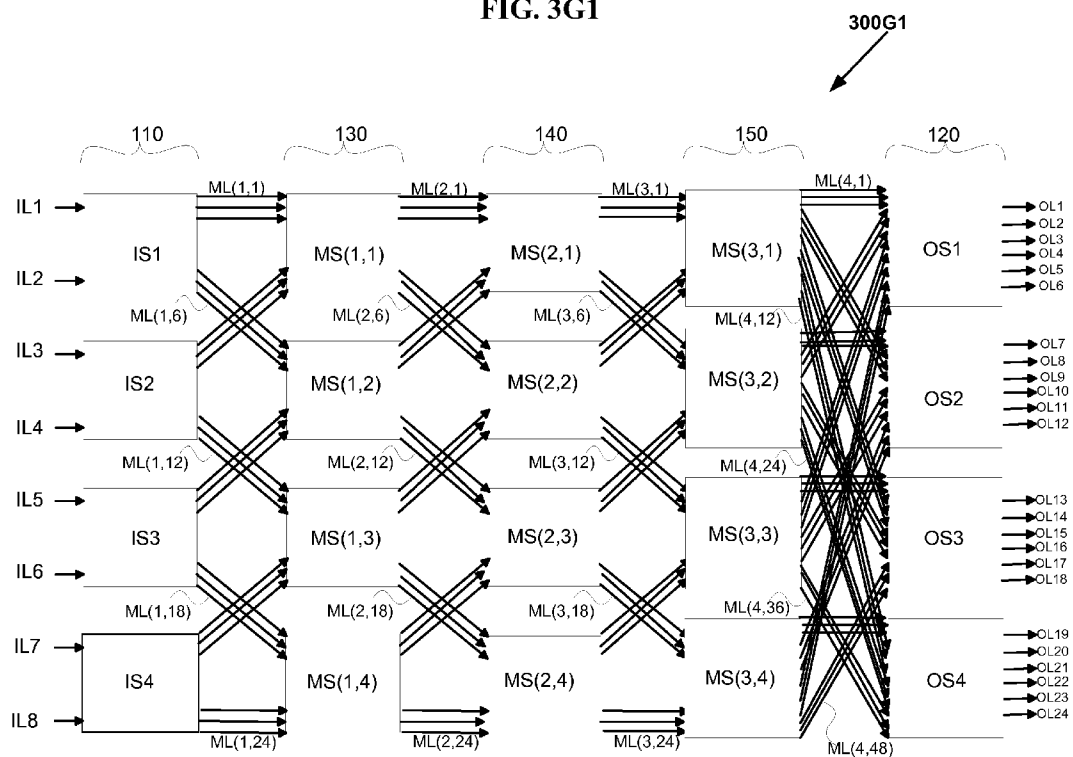 FIG. 3G1
300G1
110
130
140
150
120
ML(1,1)
ML(2,1)
ML(3,1)
ML(4,1)
IL1
IL2
IL3
IL4
IL5
IL6
IL7
IL8
IS1
IS2
IS3
IS4
ML(1,6)
ML(1,12)
ML(1,18)
ML(1,24)
MS(1,1)
MS(1,2)
MS(1,3)
MS(1,4)
ML(2,6)
ML(2,12)
ML(2,18)
ML(2,24)
MS(2,1)
MS(2,2)
MS(2,3)
MS(2,4)
ML(3,6)
ML(3,12)
ML(3,18)
ML(3,24)
MS(3,1)
MS(3,2)
MS(3,3)
MS(3,4)
ML(4,12)
ML(4,24)
ML(4,36)
ML(4,48)
OS1
OS2
OS3
OS4
OL1
OL2
OL3
OL4
OL5
OL6
OL7
OL8
OL9
OL10
OL11
OL12
OL13
OL14
OL15
OL16
OL17
OL18
OL19
OL20
OL21
OL22
OL23
OL24